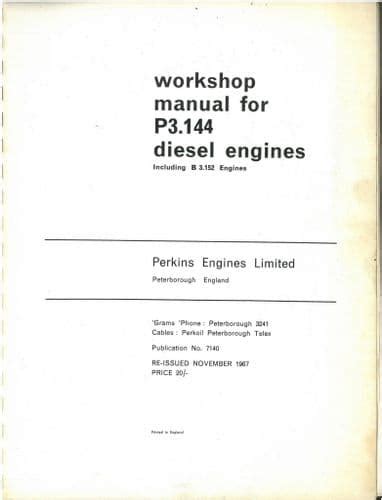 workshop
manual for
P3.144
diesel engines
Including B 3.152 Engines
Perkins Engines Limited
Peterborough England
'Grams 'Phone: Peterborough 3241
Cables: Perkoil Peterborough Telex
Publication No. 7140
RE-ISSUED NOVEMBER 1967
PRICE 20/-
Printed in England